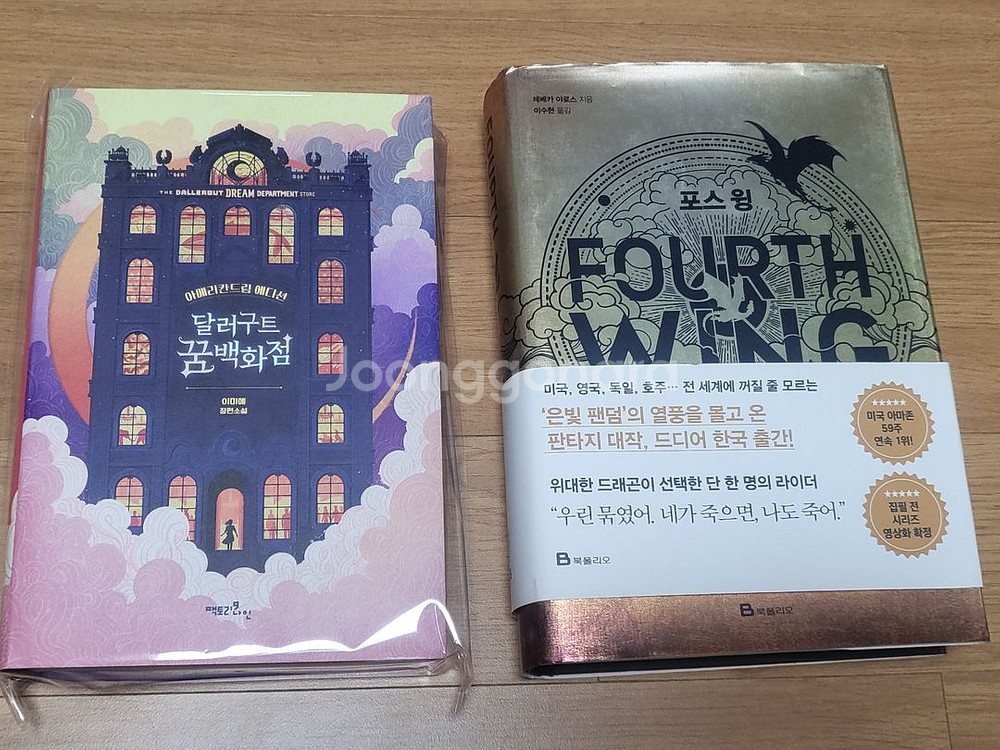 THE DALLERGUT DREAM DEPARTMENT STORE
아메리칸드림 에디션
달러구트
꿈백화점
이미예
장편소설
팩토리나인
레베카 야로스 지음
이수현 옮김
포스 윙
FOURTH
WING
미국, 영국, 독일, 호주… 전 세계에 꺼질 줄 모르는
‘은빛 팬덤’의 열풍을 몰고 온
판타지 대작, 드디어 한국 출간!
위대한 드래곤이 선택한 단 한 명의 라이더
“우린 묶였어. 네가 죽으면, 나도 죽어.”
B 북폴리오
★★★★★
미국 아마존
59주
연속 1위!
★★★★★
집필 전
시리즈
영상화 확정
B 북폴리오
Joonggonara